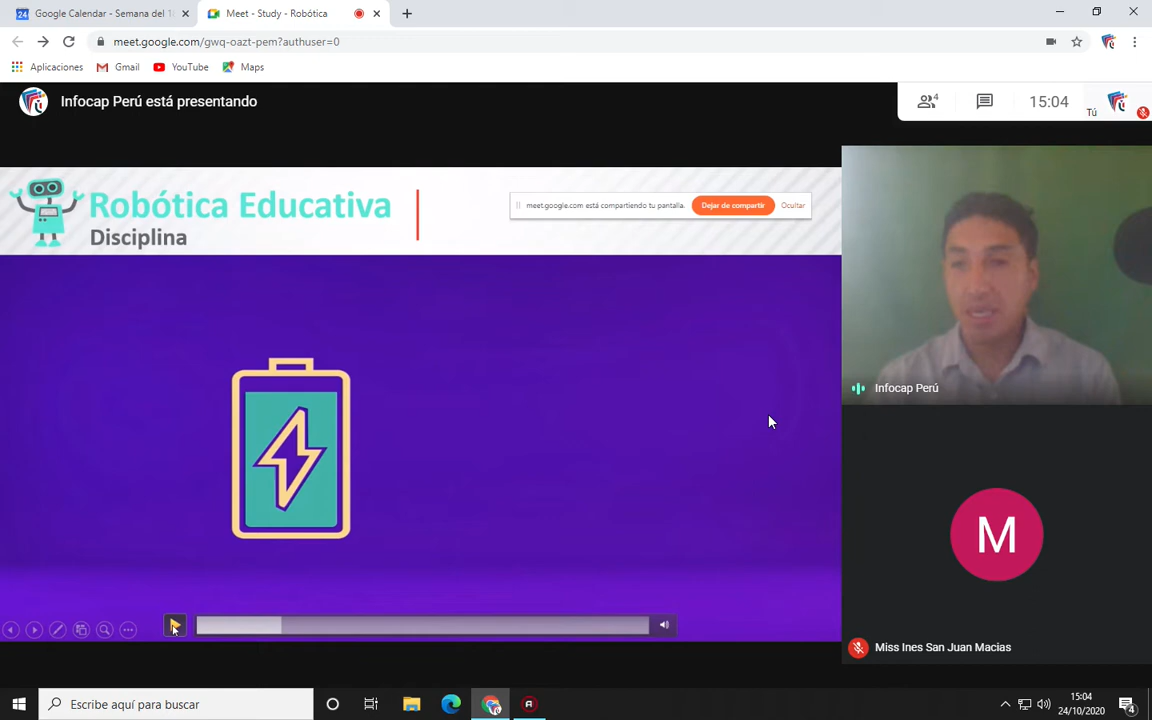 Google Calendar - Semana del 1
Meet - Study - Robótica
meet.google.com/gwq-oazt-pem?authuser=0
Aplicaciones
Gmail
YouTube
Maps
Infocap Perú está presentando
4
15:04
Tú
Robótica Educativa
Disciplina
meet.google.com está compartiendo tu pantalla.
Dejar de compartir
Ocultar
Infocap Perú
M
Miss Ines San Juan Macias
Escribe aquí para buscar
15:04
24/10/2020
4